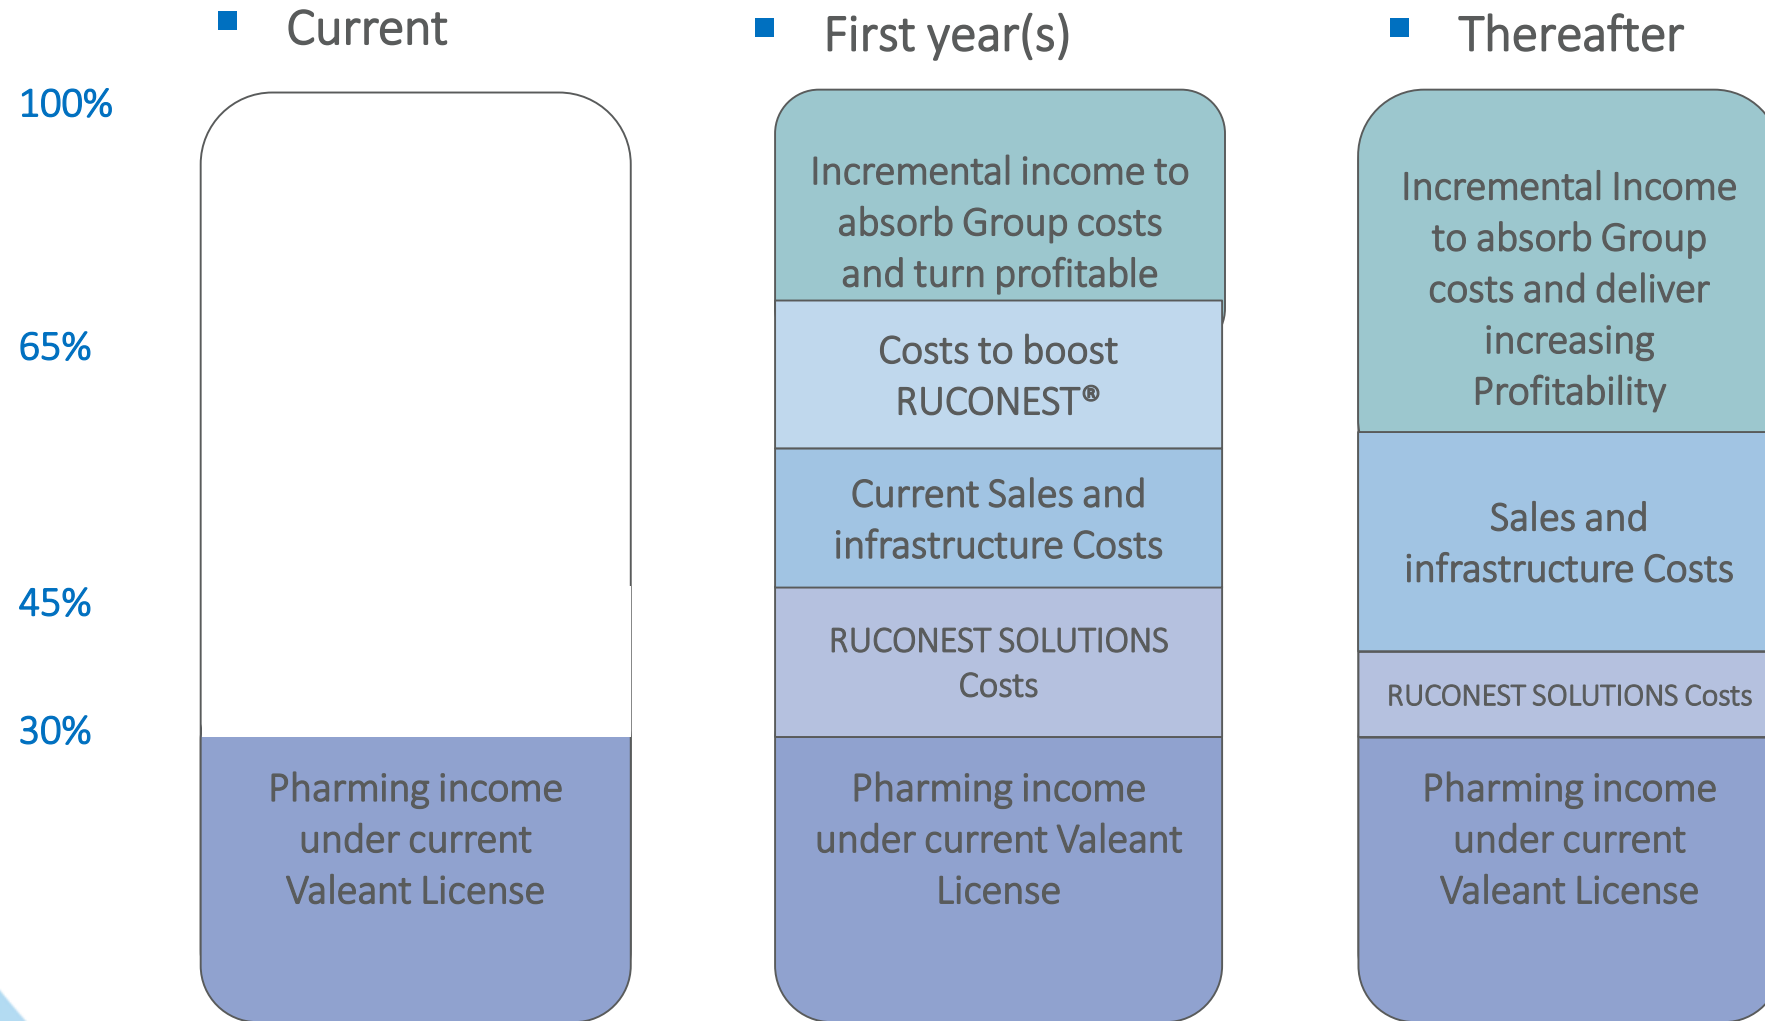 Current
First year(s)
Thereafter
100%
65%
45%
30%
Pharming income
under current
Valeant License
Incremental income to
absorb Group costs
and turn profitable
Costs to boost
RUCONEST®
Current Sales and
infrastructure Costs
RUCONEST SOLUTIONS
Costs
Pharming income
under current Valeant
License
Incremental Income
to absorb Group
costs and deliver
increasing
Profitability
Sales and
infrastructure Costs
RUCONEST SOLUTIONS Costs
Pharming income
under current
Valeant License